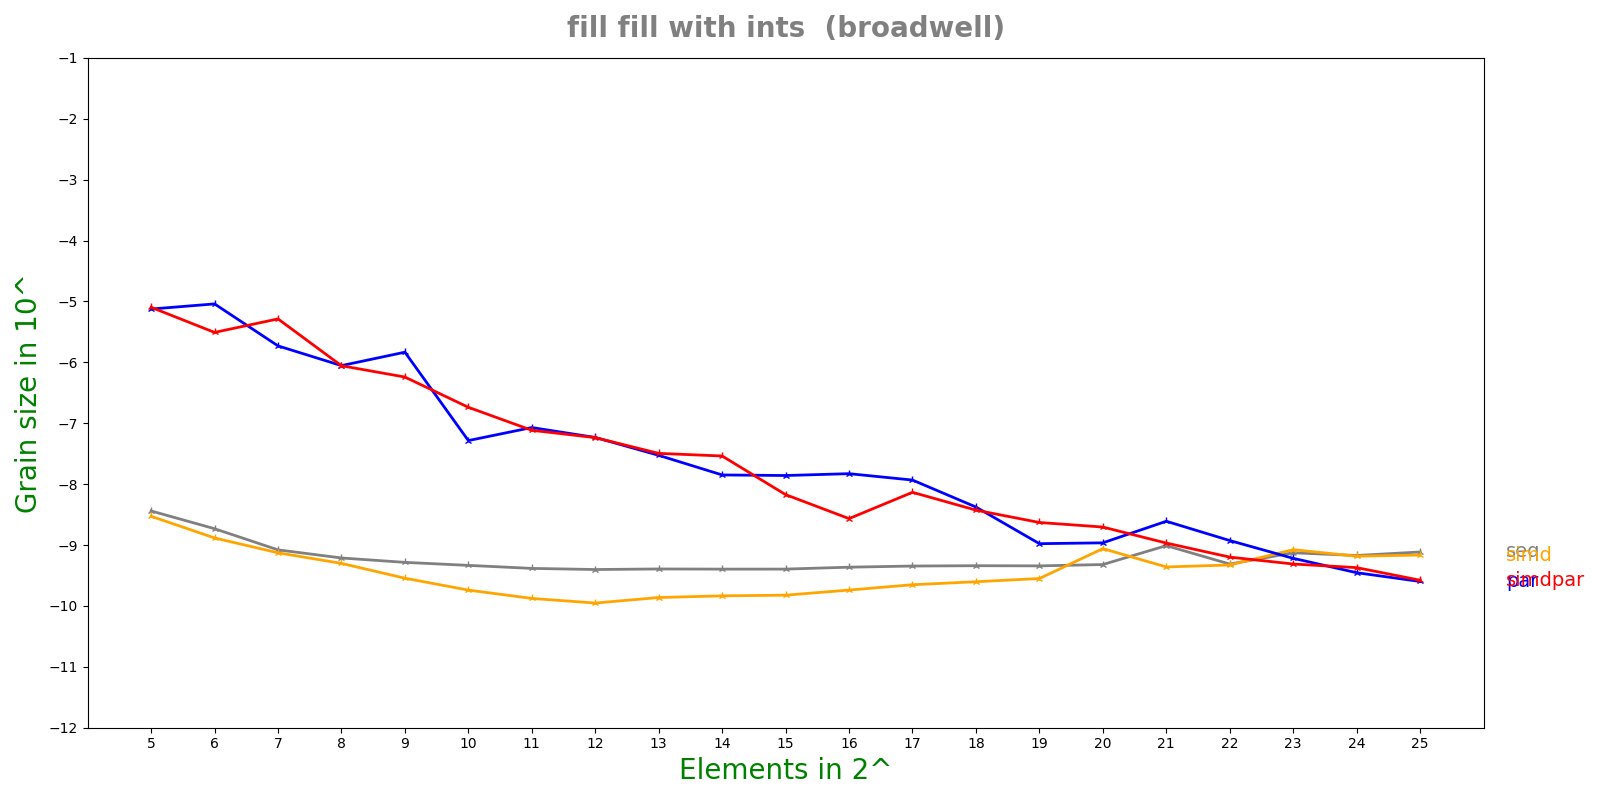 fill fill with ints (broadwell)
−1
−2
−3
−4
−5
−6
−7
−8
−9
−10
−11
−12
Grain size in 10^
5 6 7 8 9 10 11 12 13 14 15 16 17 18 19 20 21 22 23 24 25
Elements in 2^
seq
simd
simdpar
par